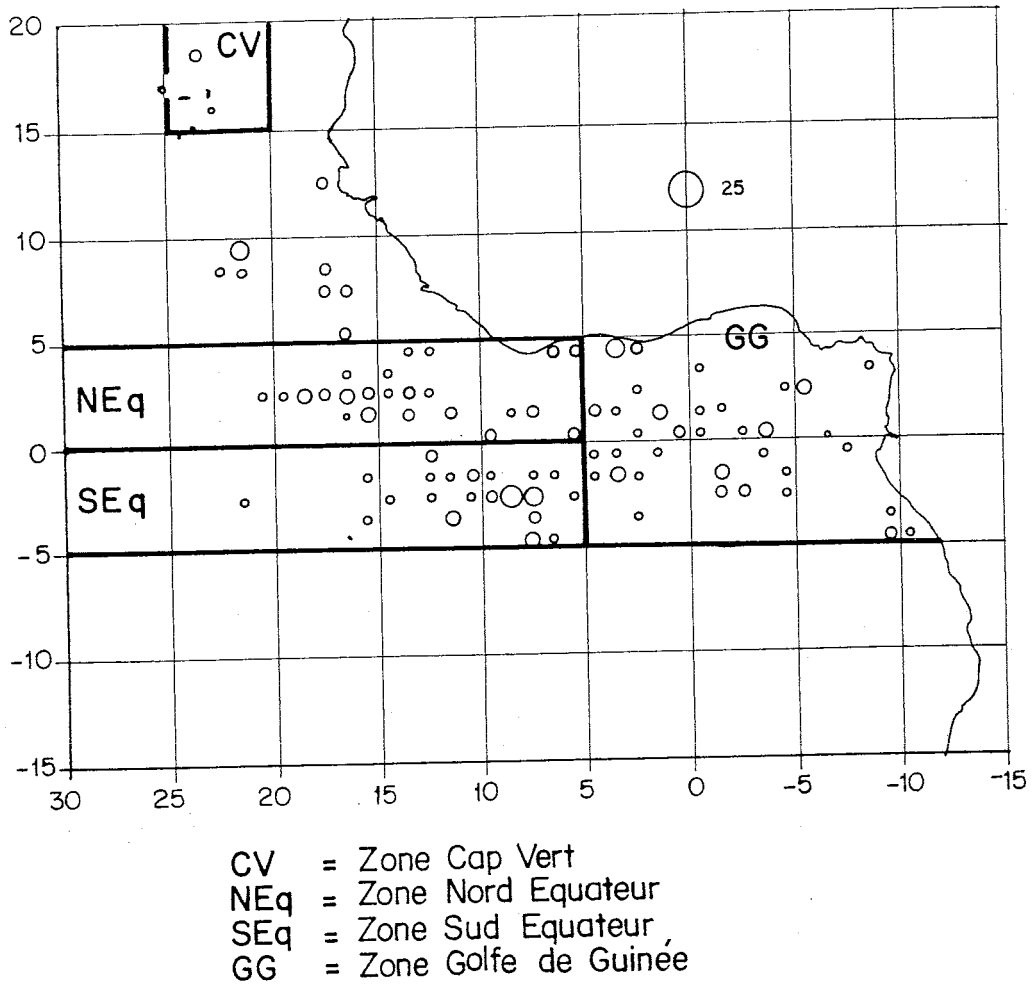 20
CV
15
25
10
5
GG
NEq
0
SEq
-5
-10
-15
30 25 20 15 10 5 0 -5 -10 -15
CV = Zone Cap Vert
NEq = Zone Nord Equateur
SEq = Zone Sud Equateur
GG = Zone Golfe de Guinée